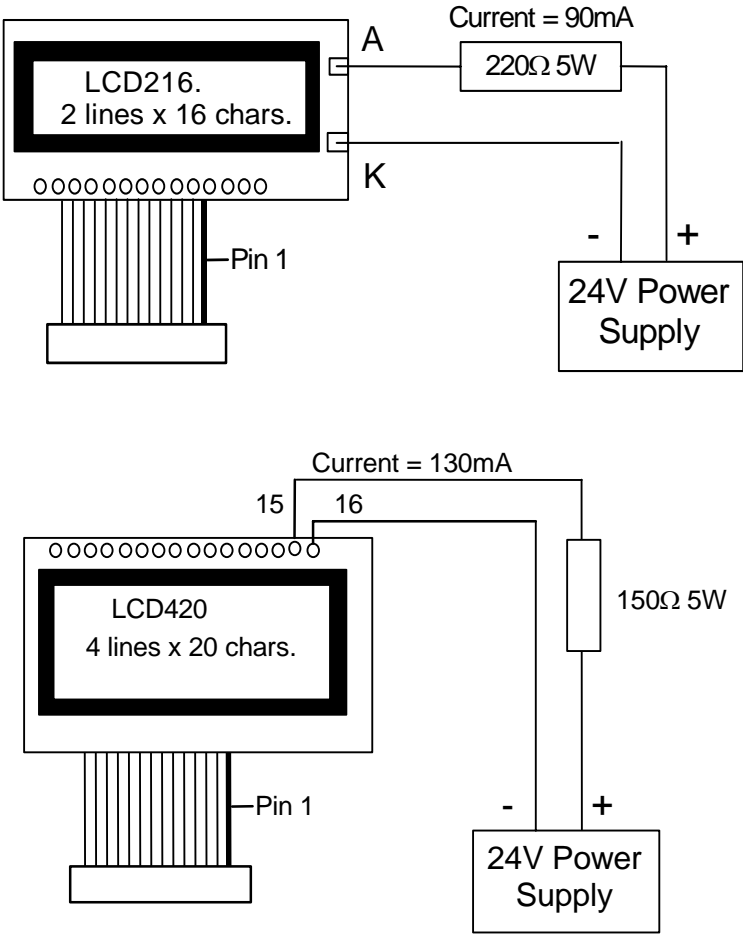 Current = 90mA
A
220Ω 5W
LCD216.
2 lines x 16 chars.
K
- +
Pin 1
24V Power
Supply
Current = 130mA
15 16
LCD420
4 lines x 20 chars.
150Ω 5W
Pin 1
- +
24V Power
Supply